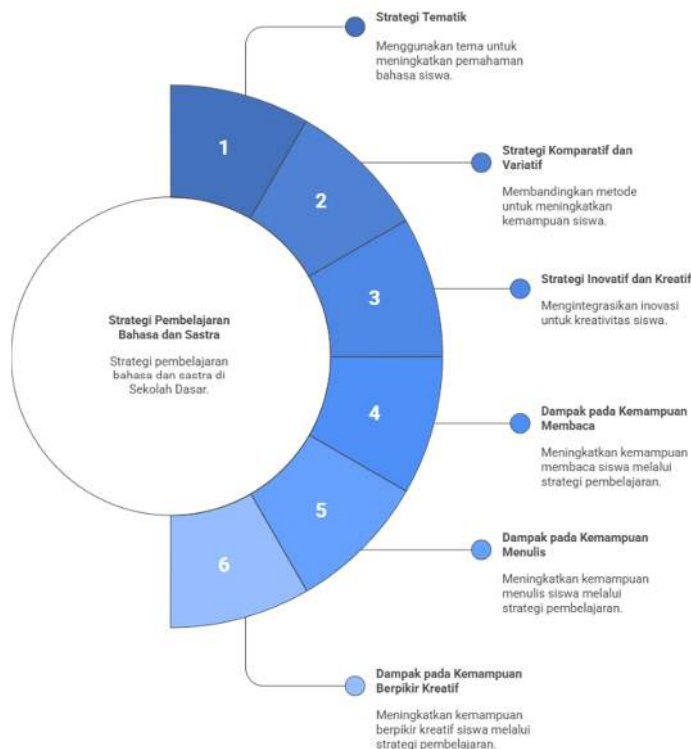 Strategi Tematik
Menggunakan tema untuk
meningkatkan pemahaman
bahasa siswa.
1
Strategi Komparatif dan
Variatif
Membandingkan metode
untuk meningkatkan
kemampuan siswa.
2
Strategi Inovatif dan Kreatif
Mengintegrasikan inovasi
untuk kreativitas siswa.
3
Strategi Pembelajaran
Bahasa dan Sastra
Strategi pembelajaran
bahasa dan sastra di
Sekolah Dasar.
4
Dampak pada Kemampuan
Membaca
Meningkatkan kemampuan
membaca siswa melalui
strategi pembelajaran.
5
Dampak pada Kemampuan
Menulis
Meningkatkan kemampuan
menulis siswa melalui
strategi pembelajaran.
6
Dampak pada Kemampuan
Berpikir Kreatif
Meningkatkan kemampuan
berpikir kreatif siswa melalui
strategi pembelajaran.